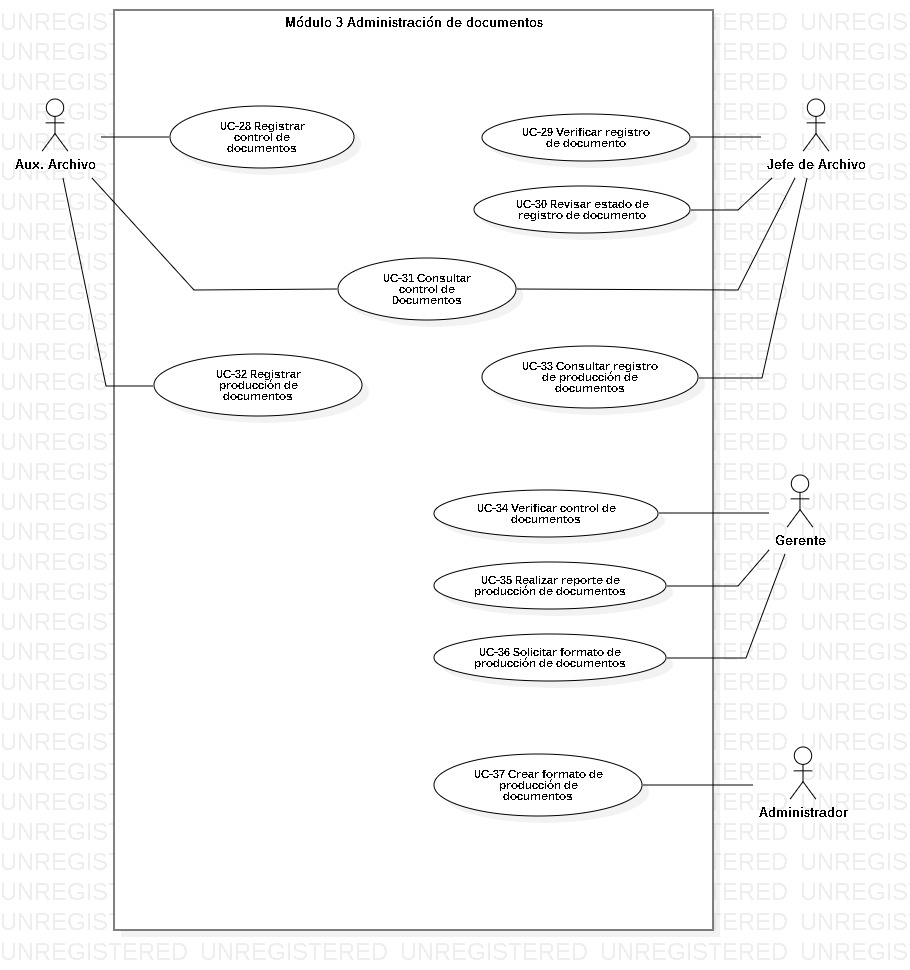 Módulo 3 Administración de documentos
Aux. Archivo
Jefe de Archivo
UC-28 Registrar
control de
documentos
UC-29 Verificar registro
de documento
UC-30 Revisar estado de
registro de documento
UC-31 Consultar
control de
Documentos
UC-32 Registrar
producción de
documentos
UC-33 Consultar registro
de producción de
documentos
UC-34 Verificar control de
documentos
Gerente
UC-35 Realizar reporte de
producción de documentos
UC-36 Solicitar formato de
producción de documentos
UC-37 Crear formato de
producción de
documentos
Administrador
UNREGISTERED UNREGISTERED UNREGISTERED UNREGISTERED UNREGIS